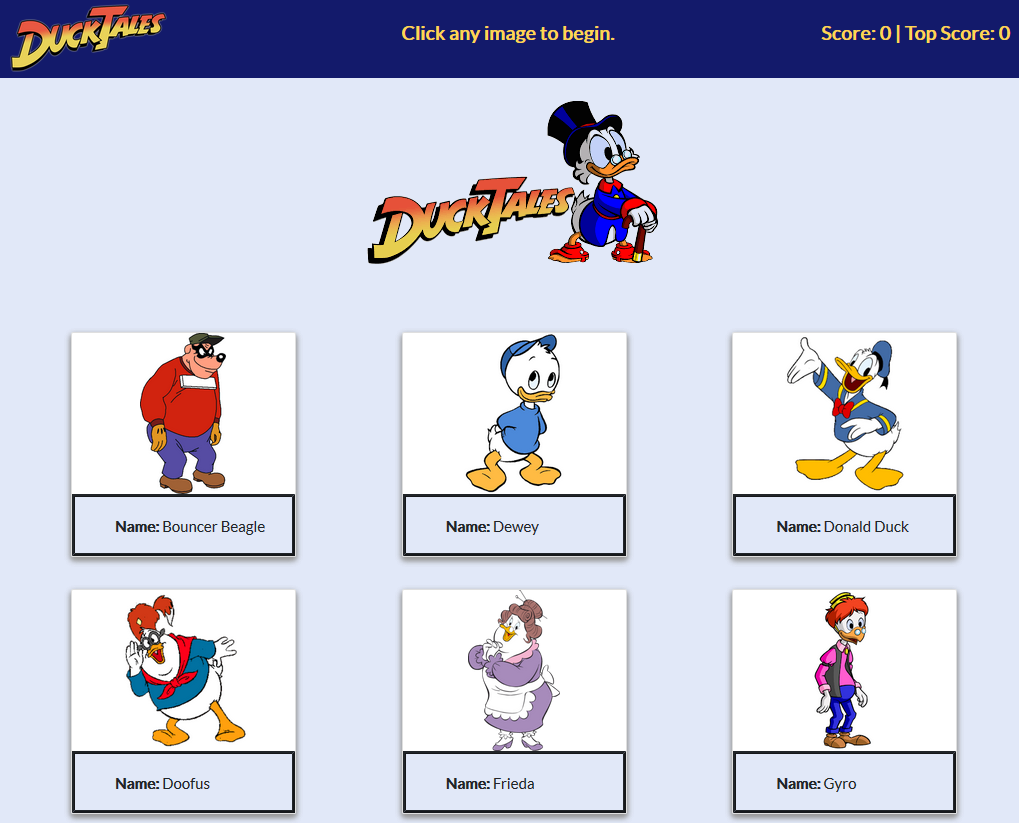 DUCKTALES
Click any image to begin.
Score: 0 | Top Score: 0
DUCKTALES
Name: Bouncer Beagle
Name: Dewey
Name: Donald Duck
Name: Doofus
Name: Frieda
Name: Gyro